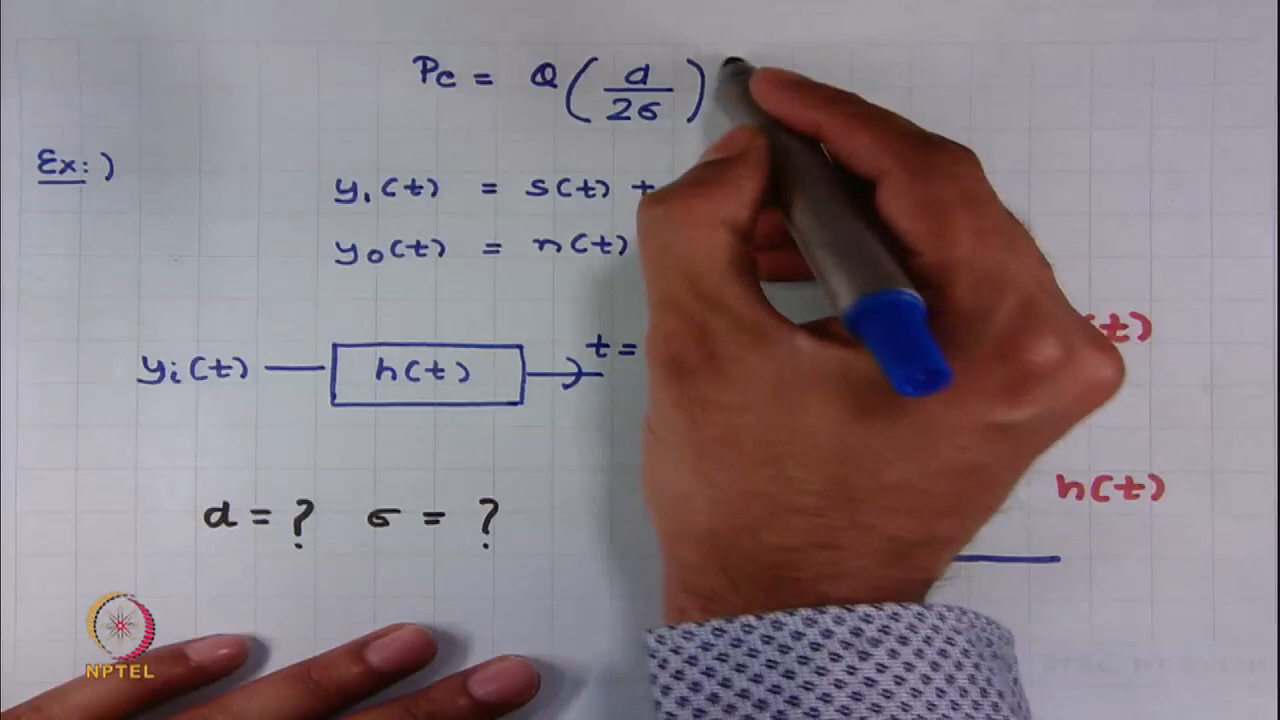 Pe = Q(d/2σ)
Ex:)
y₁(t) = s(t) +
y₀(t) = n(t)
yᵢ(t) h(t) t =
(t)
h(t)
d = ? σ = ?
NPTEL